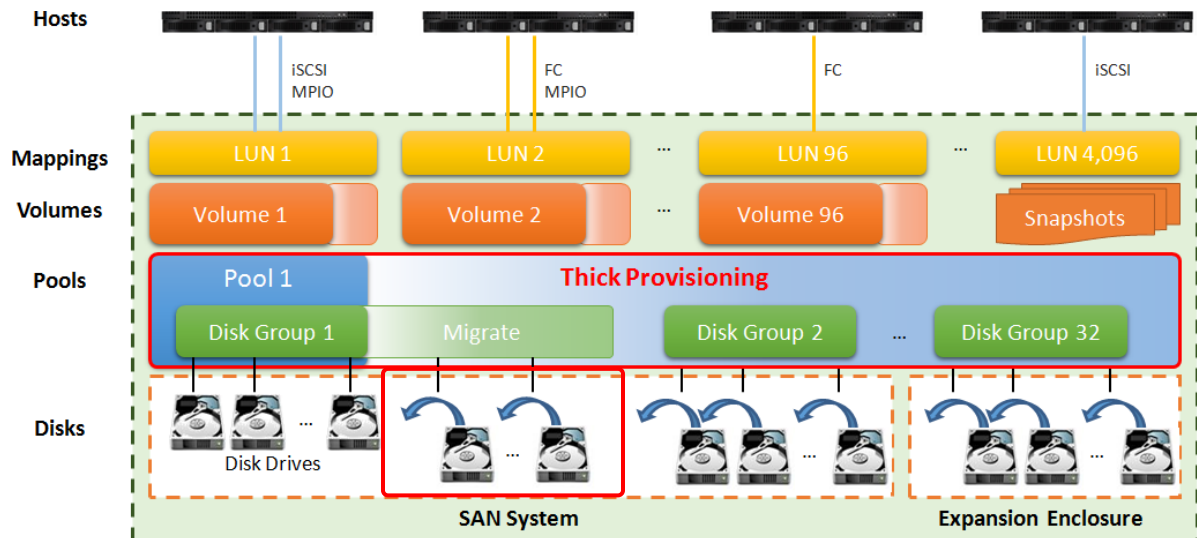 Hosts
iSCSI
MPIO
FC
MPIO
FC
iSCSI
Mappings
LUN 1
LUN 2
...
LUN 96
...
LUN 4,096
Volumes
Volume 1
Volume 2
...
Volume 96
Snapshots
Pools
Pool 1
Thick Provisioning
Disk Group 1
Migrate
Disk Group 2
...
Disk Group 32
Disks
...
...
...
...
Disk Drives
SAN System
Expansion Enclosure